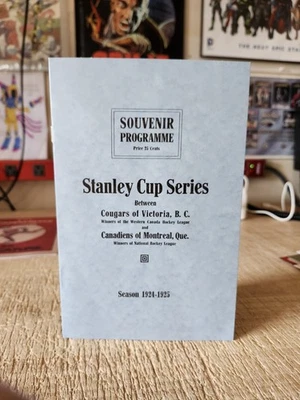 SOUVENIR
PROGRAMME
Price 25 Cents
Stanley Cup Series
Between
Cougars of Victoria, B. C.
Winners of the Western Canada Hockey League
and
Canadiens of Montreal, Que.
Winners of National Hockey League
Season 1924-1925